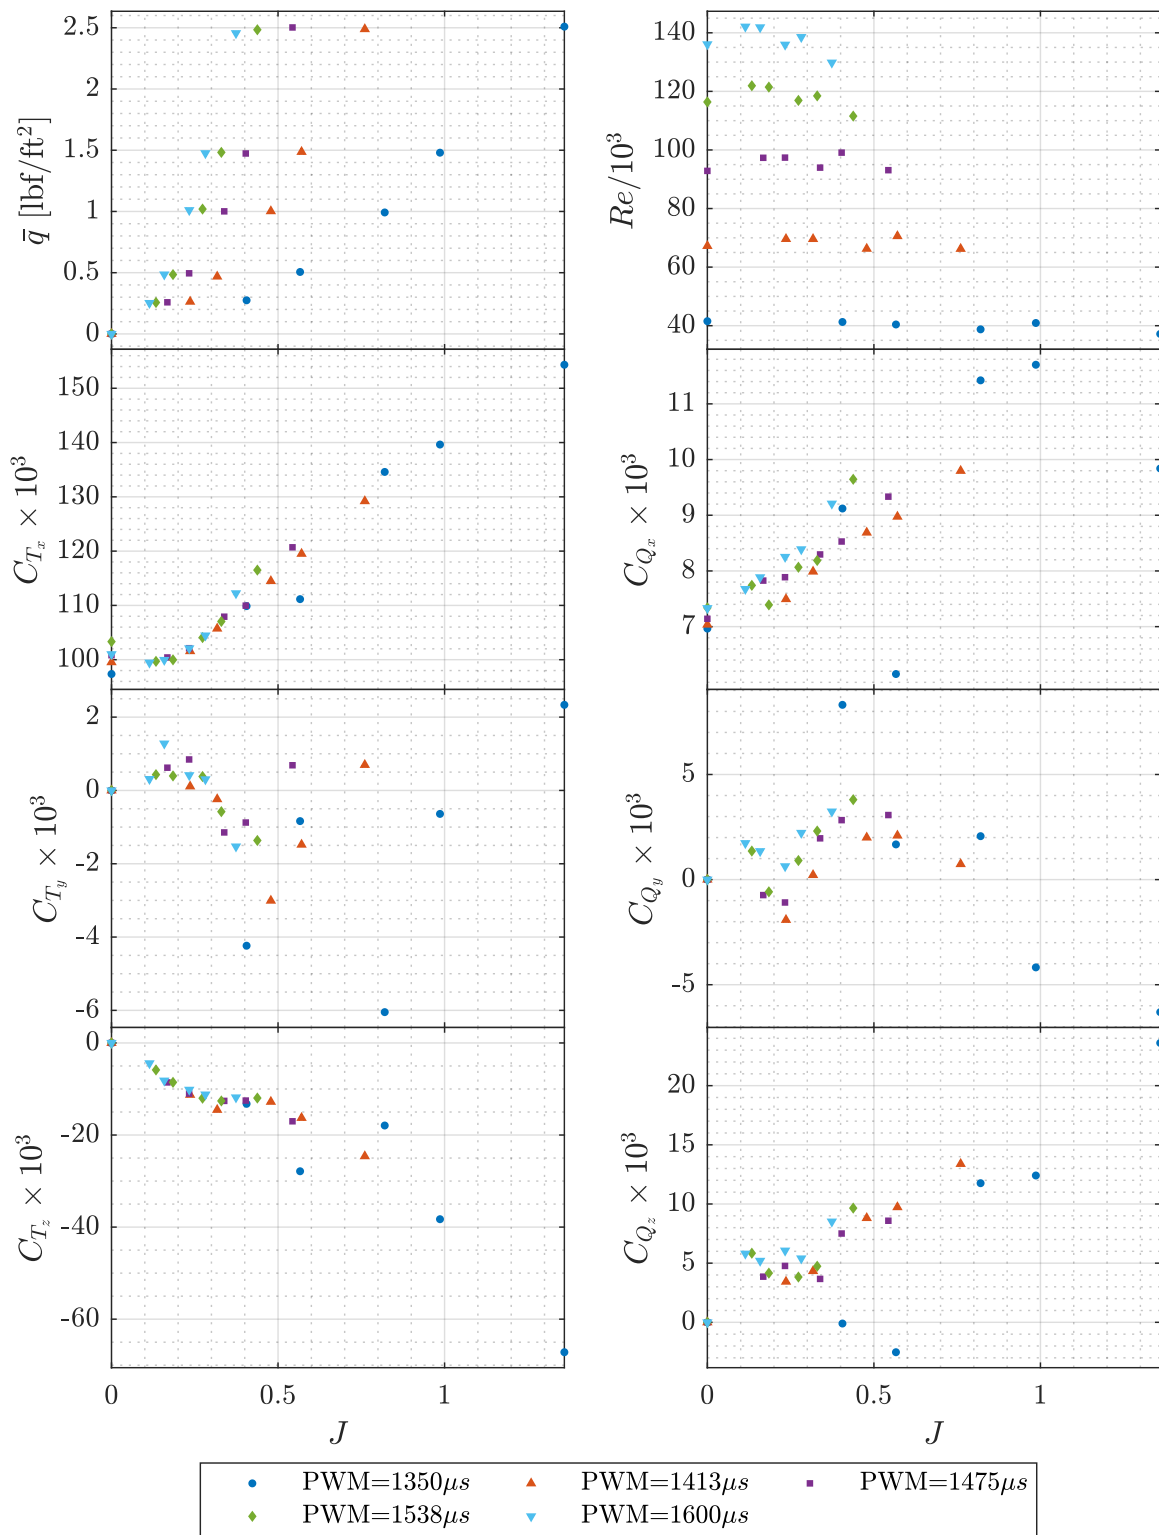 2.5
2
1.5
1
0.5
0
q̄ [lbf/ft²]
140
120
100
80
60
40
Re/10³
150
140
130
120
110
100
C_{T_x} × 10³
11
10
9
8
7
C_{Q_x} × 10³
2
0
-2
-4
-6
C_{T_y} × 10³
5
0
-5
C_{Q_y} × 10³
0
-20
-40
-60
C_{T_z} × 10³
0 0.5 1
J
20
15
10
5
0
C_{Q_z} × 10³
0 0.5 1
J
PWM=1350μs PWM=1413μs PWM=1475μs
PWM=1538μs PWM=1600μs